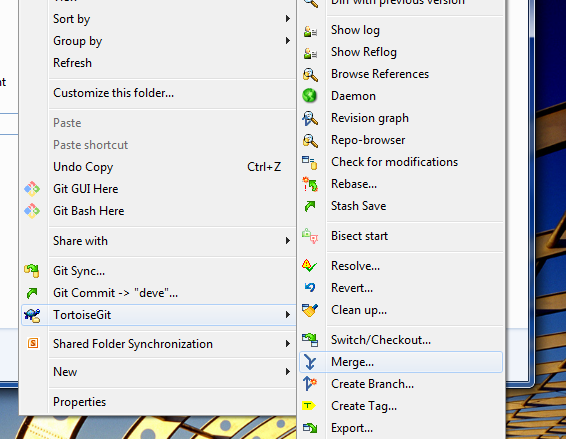 Sort by
Group by
Refresh
Customize this folder...
Paste
Paste shortcut
Undo Copy Ctrl+Z
Git GUI Here
Git Bash Here
Share with
Git Sync...
Git Commit -> "deve"...
TortoiseGit
Shared Folder Synchronization
New
Properties
Diff with previous version
Show log
Show Reflog
Browse References
Daemon
Revision graph
Repo-browser
Check for modifications
Rebase...
Stash Save
Bisect start
Resolve...
Revert...
Clean up...
Switch/Checkout...
Merge...
Create Branch...
Create Tag...
Export...